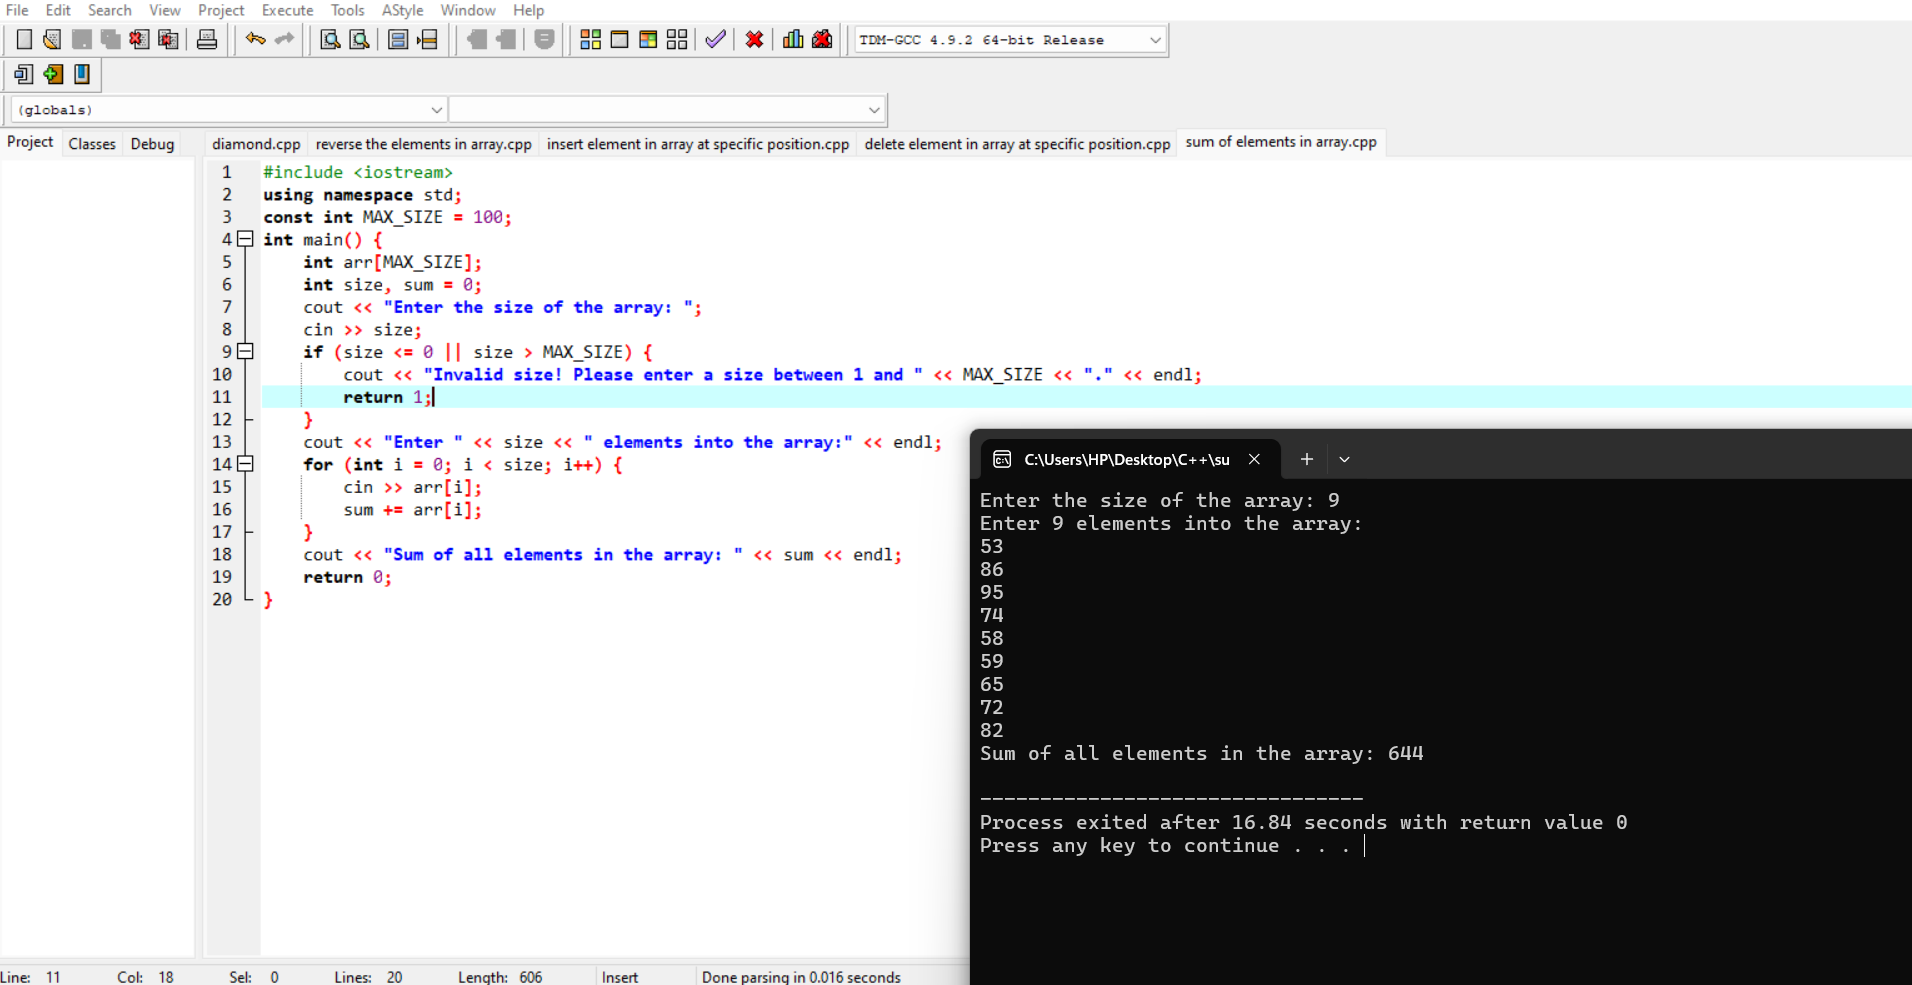 File Edit Search View Project Execute Tools AStyle Window Help
TDM-GCC 4.9.2 64-bit Release
(globals)
Project Classes Debug
diamond.cpp reverse the elements in array.cpp insert element in array at specific position.cpp delete element in array at specific position.cpp sum of elements in array.cpp
1 #include <iostream>
2 using namespace std;
3 const int MAX_SIZE = 100;
4 int main() {
5 int arr[MAX_SIZE];
6 int size, sum = 0;
7 cout << "Enter the size of the array: ";
8 cin >> size;
9 if (size <= 0 || size > MAX_SIZE) {
10 cout << "Invalid size! Please enter a size between 1 and " << MAX_SIZE << "." << endl;
11 return 1;
12 }
13 cout << "Enter " << size << " elements into the array:" << endl;
14 for (int i = 0; i < size; i++) {
15 cin >> arr[i];
16 sum += arr[i];
17 }
18 cout << "Sum of all elements in the array: " << sum << endl;
19 return 0;
20 }
C:\Users\HP\Desktop\C++\su
Enter the size of the array: 9
Enter 9 elements into the array:
53
86
95
74
58
59
65
72
82
Sum of all elements in the array: 644
--------------------------------
Process exited after 16.84 seconds with return value 0
Press any key to continue . . .
Line: 11 Col: 18 Sel: 0 Lines: 20 Length: 606 Insert Done parsing in 0.016 seconds